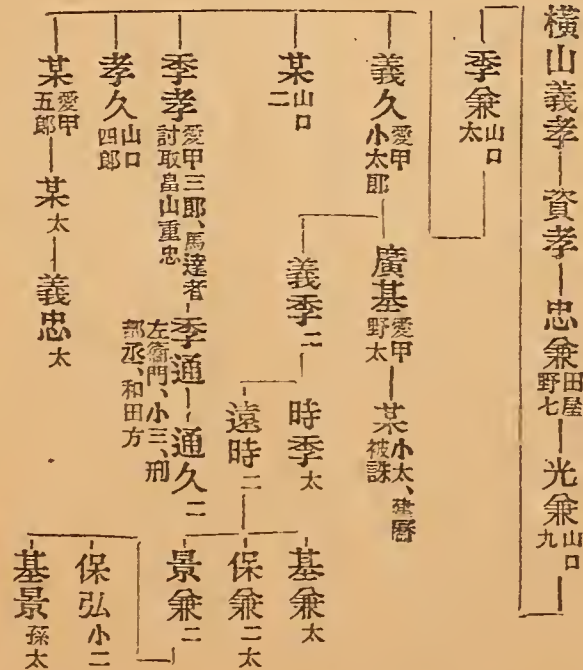 橫山義孝―資孝―忠兼 田屋野七―光兼 山口九
季兼 山口太
義久 愛甲小太郎
廣基 愛甲野太―某 小太、建曆被誅
義季 二
時季 太
遠時 二
基兼 太
保兼 二太
景兼 二
保弘 小二
基景 孫太
某 山口二
季孝 愛甲三郎、馬達者 討取畠山重忠―季通 左衞門、小三、刑部丞、和田方―通久 二
孝久 山口四郎
某 愛甲五郎―某 太―義忠 太